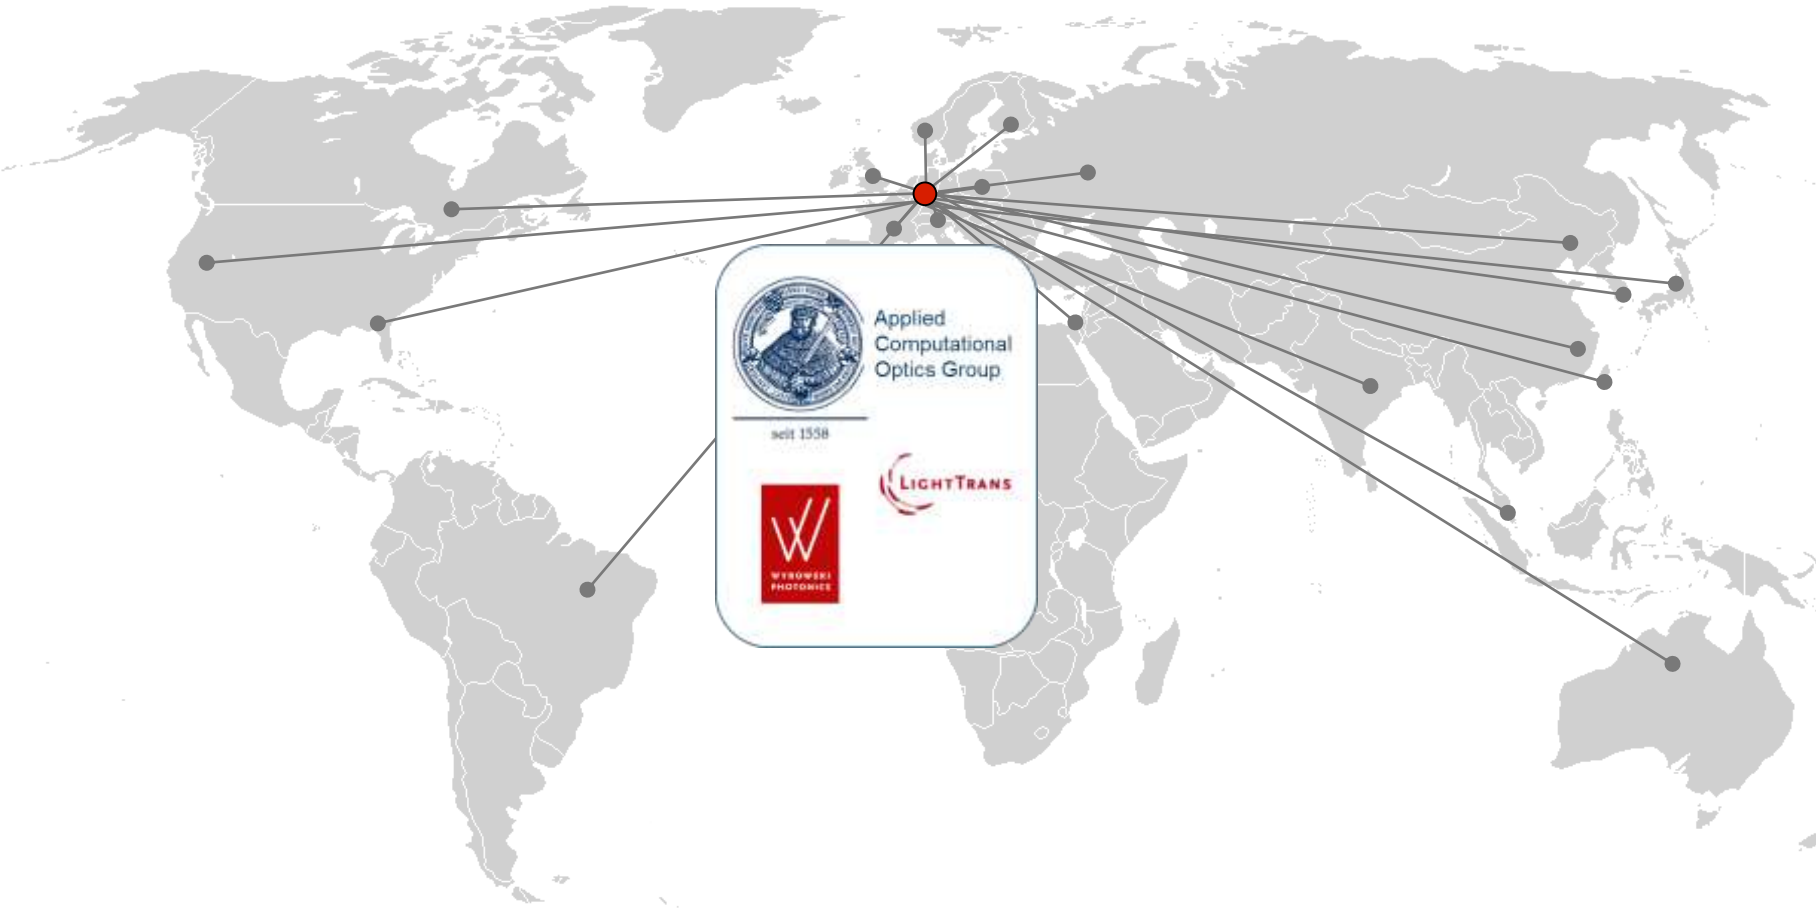 Applied
Computational
Optics Group
seit 1558
LIGHTTRANS
WYROWSKI
PHOTONICS